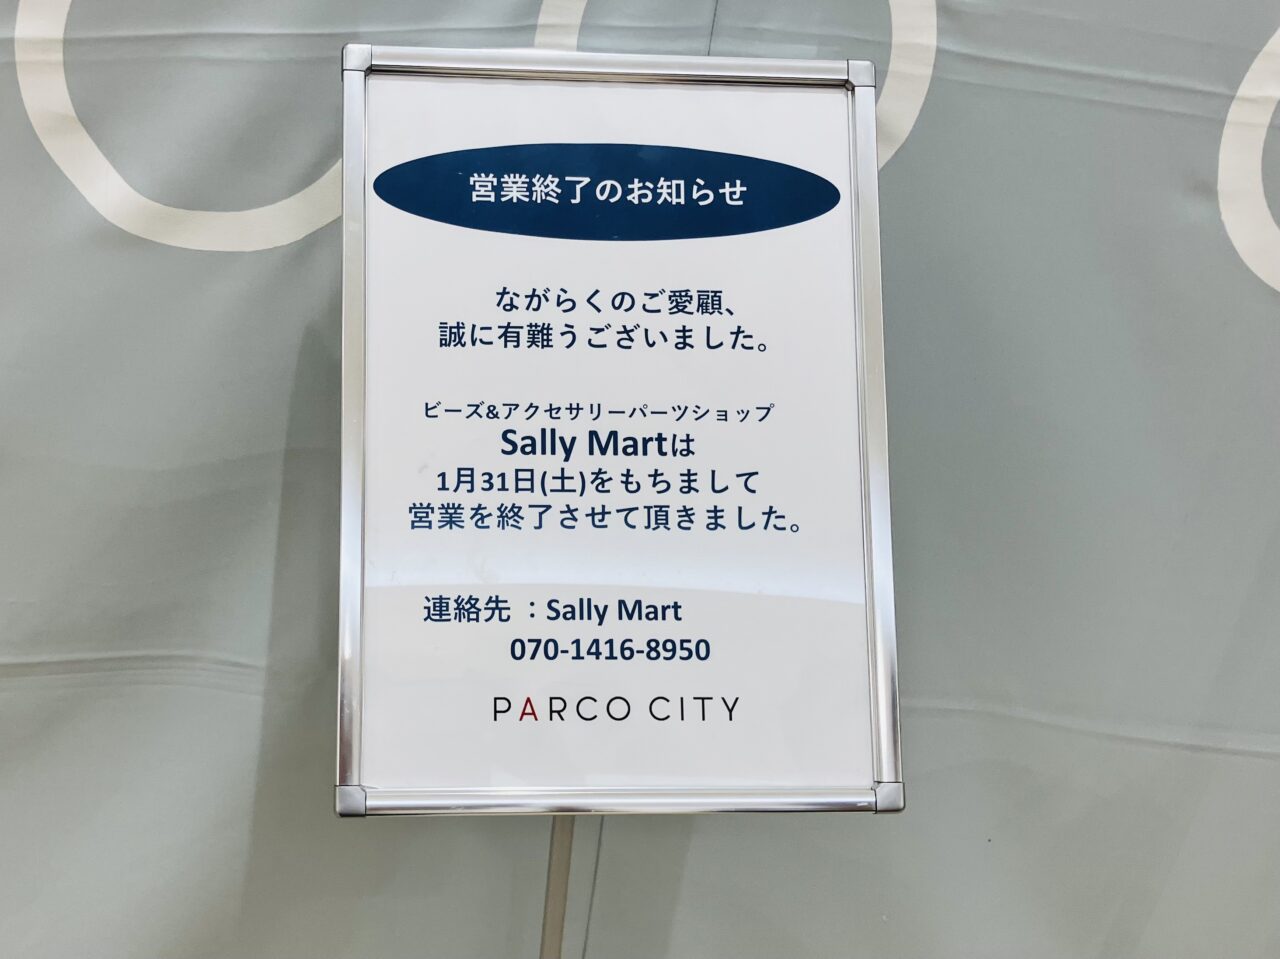 営業終了のお知らせ
ながらくのご愛顧、
誠に有難うございました。
ビーズ&アクセサリーパーツショップ
Sally Martは
1月31日(土)をもちまして
営業を終了させて頂きました。
連絡先 ：Sally Mart
070-1416-8950
PARCO CITY